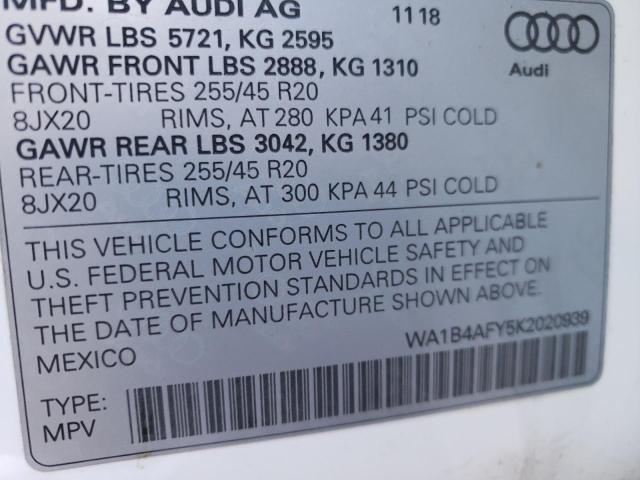 MFD. BY AUDI AG 11 18
GVWR LBS 5721, KG 2595
GAWR FRONT LBS 2888, KG 1310
Audi
FRONT-TIRES 255/45 R20
8JX20 RIMS, AT 280 KPA 41 PSI COLD
GAWR REAR LBS 3042, KG 1380
REAR-TIRES 255/45 R20
8JX20 RIMS, AT 300 KPA 44 PSI COLD
THIS VEHICLE CONFORMS TO ALL APPLICABLE
U.S. FEDERAL MOTOR VEHICLE SAFETY AND
THEFT PREVENTION STANDARDS IN EFFECT ON
THE DATE OF MANUFACTURE SHOWN ABOVE.
MEXICO WA1B4AFY5K2020939
TYPE:
MPV